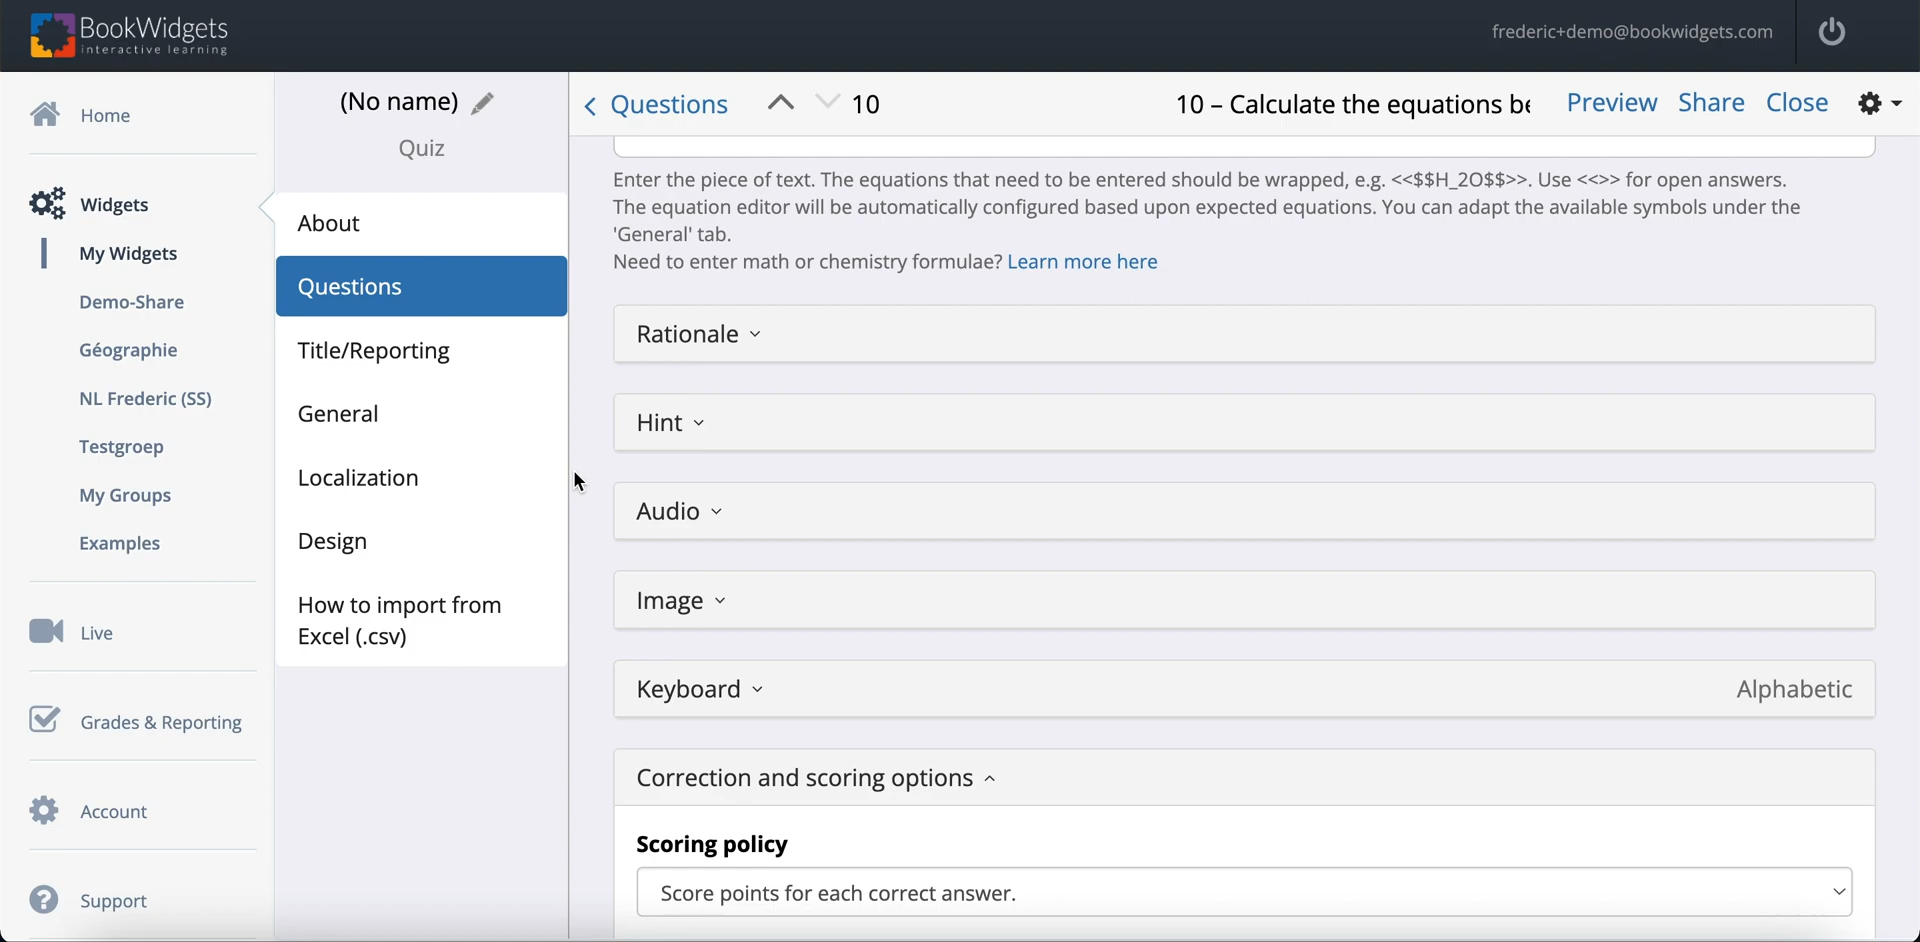 BookWidgets
interactive learning
frederic+demo@bookwidgets.com
Home
Widgets
My Widgets
Demo-Share
Géographie
NL Frederic (SS)
Testgroep
My Groups
Examples
Live
Grades & Reporting
Account
Support
(No name)
Quiz
About
Questions
Title/Reporting
General
Localization
Design
How to import from
Excel (.csv)
Questions 10 10 – Calculate the equations be Preview Share Close
Enter the piece of text. The equations that need to be entered should be wrapped, e.g. <<$$H_2O$$>>. Use <<>> for open answers.
The equation editor will be automatically configured based upon expected equations. You can adapt the available symbols under the
'General' tab.
Need to enter math or chemistry formulae? Learn more here
Rationale
Hint
Audio
Image
Keyboard Alphabetic
Correction and scoring options
Scoring policy
Score points for each correct answer.